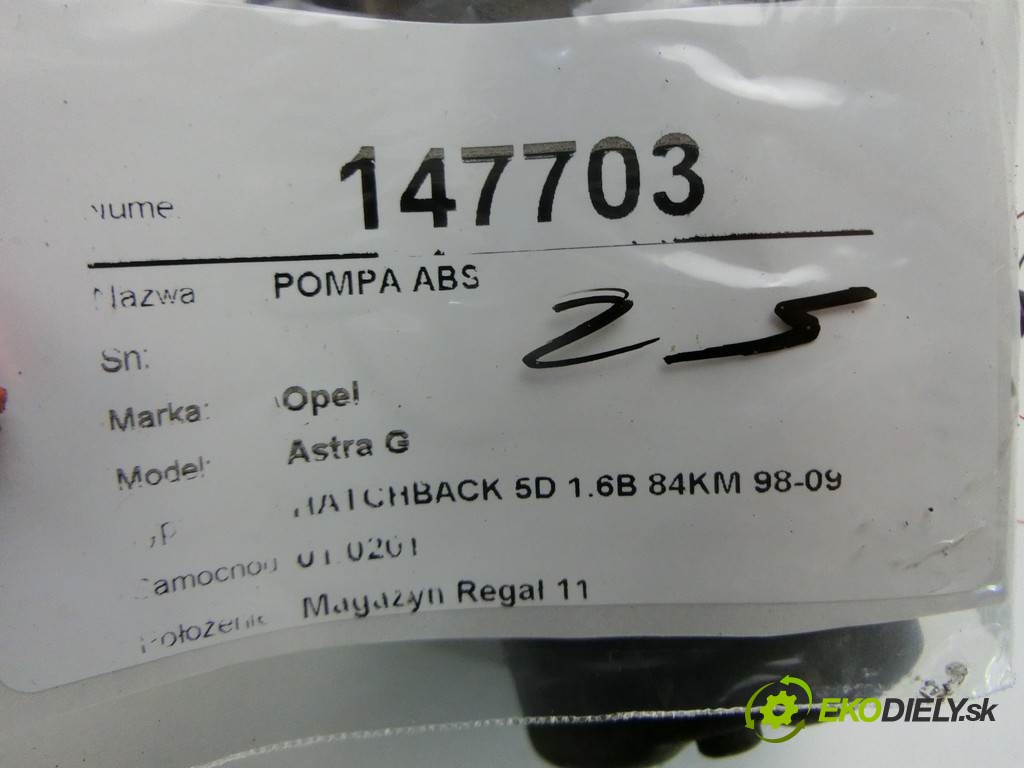 147703
Nazwa POMPA ABS
25
Sn:
Marka: Opel
Model: Astra G
HATCHBACK 5D 1.6B 84KM 98-09
Magazyn Regal 11
EKODIELY.sk